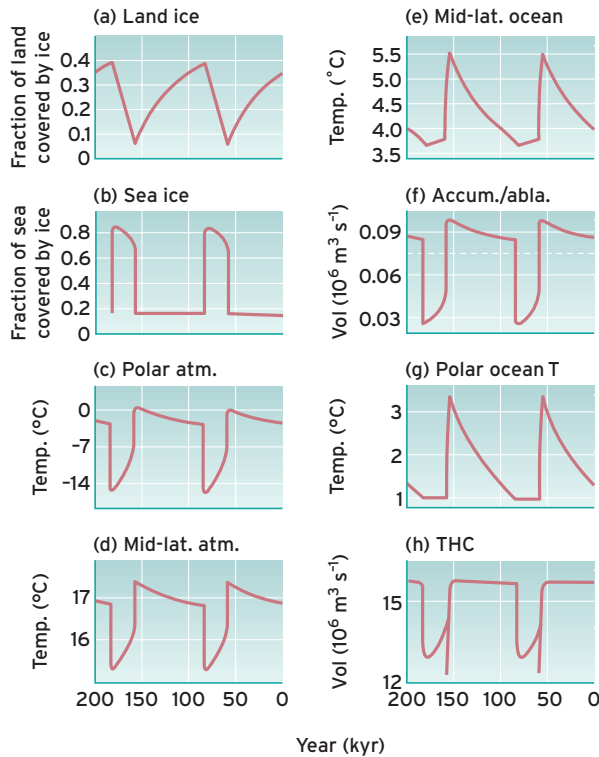 (a) Land ice
Fraction of land
covered by ice
0.4
0.3
0.2
0.1
0
(b) Sea ice
Fraction of sea
covered by ice
0.8
0.6
0.4
0.2
0
(c) Polar atm.
Temp. (°C)
0
-7
-14
(d) Mid-lat. atm.
Temp. (°C)
17
16
200 150 100 50 0
(e) Mid-lat. ocean
Temp. (°C)
5.5
5.0
4.5
4.0
3.5
(f) Accum./abla.
Vol (10⁶ m³ s⁻¹)
0.09
0.06
0.03
(g) Polar ocean T
Temp. (°C)
3
2
1
(h) THC
Vol (10⁶ m³ s⁻¹)
15
12
200 150 100 50 0
Year (kyr)